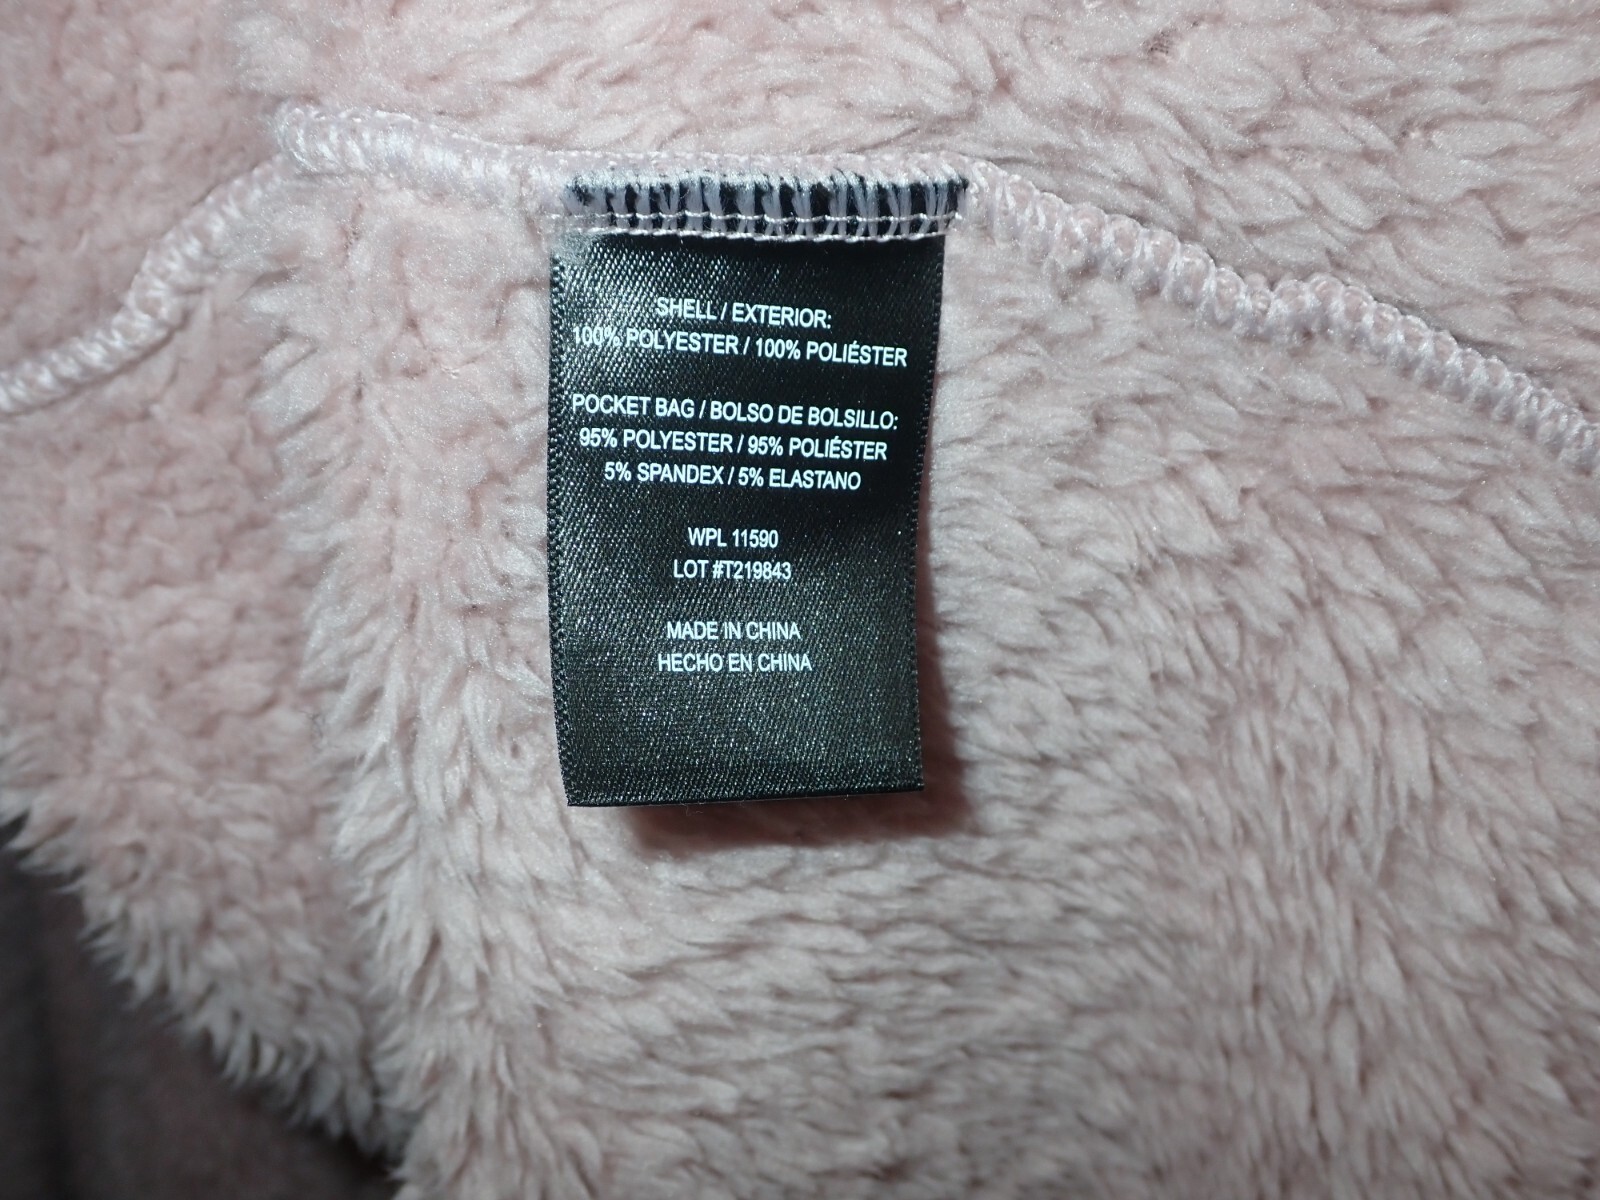 SHELL / EXTERIOR:
100% POLYESTER / 100% POLIÉSTER
POCKET BAG / BOLSO DE BOLSILLO:
95% POLYESTER / 95% POLIÉSTER
5% SPANDEX / 5% ELASTANO
WPL 11590
LOT #T219843
MADE IN CHINA
HECHO EN CHINA